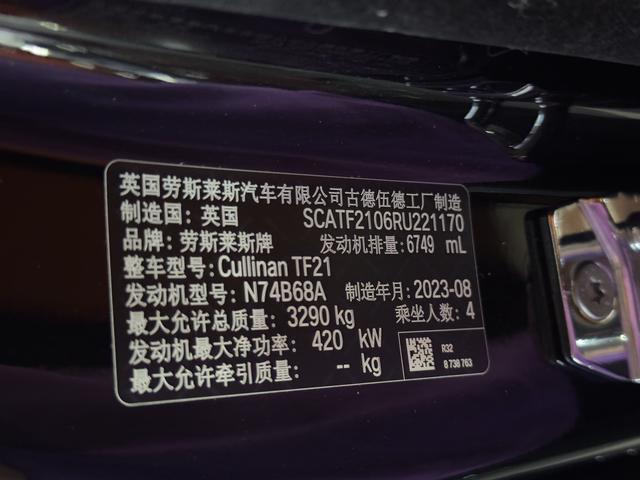 英国劳斯莱斯汽车有限公司古德伍德工厂制造
制造国: 英国 SCATF2106RU221170
品牌: 劳斯莱斯牌 发动机排量: 6749 mL
整车型号: Cullinan TF21
发动机型号: N74B68A 制造年月: 2023-08
最大允许总质量: 3290 kg 乘坐人数: 4
发动机最大净功率: 420 kW
最大允许牵引质量: -- kg
R32
8 738 763